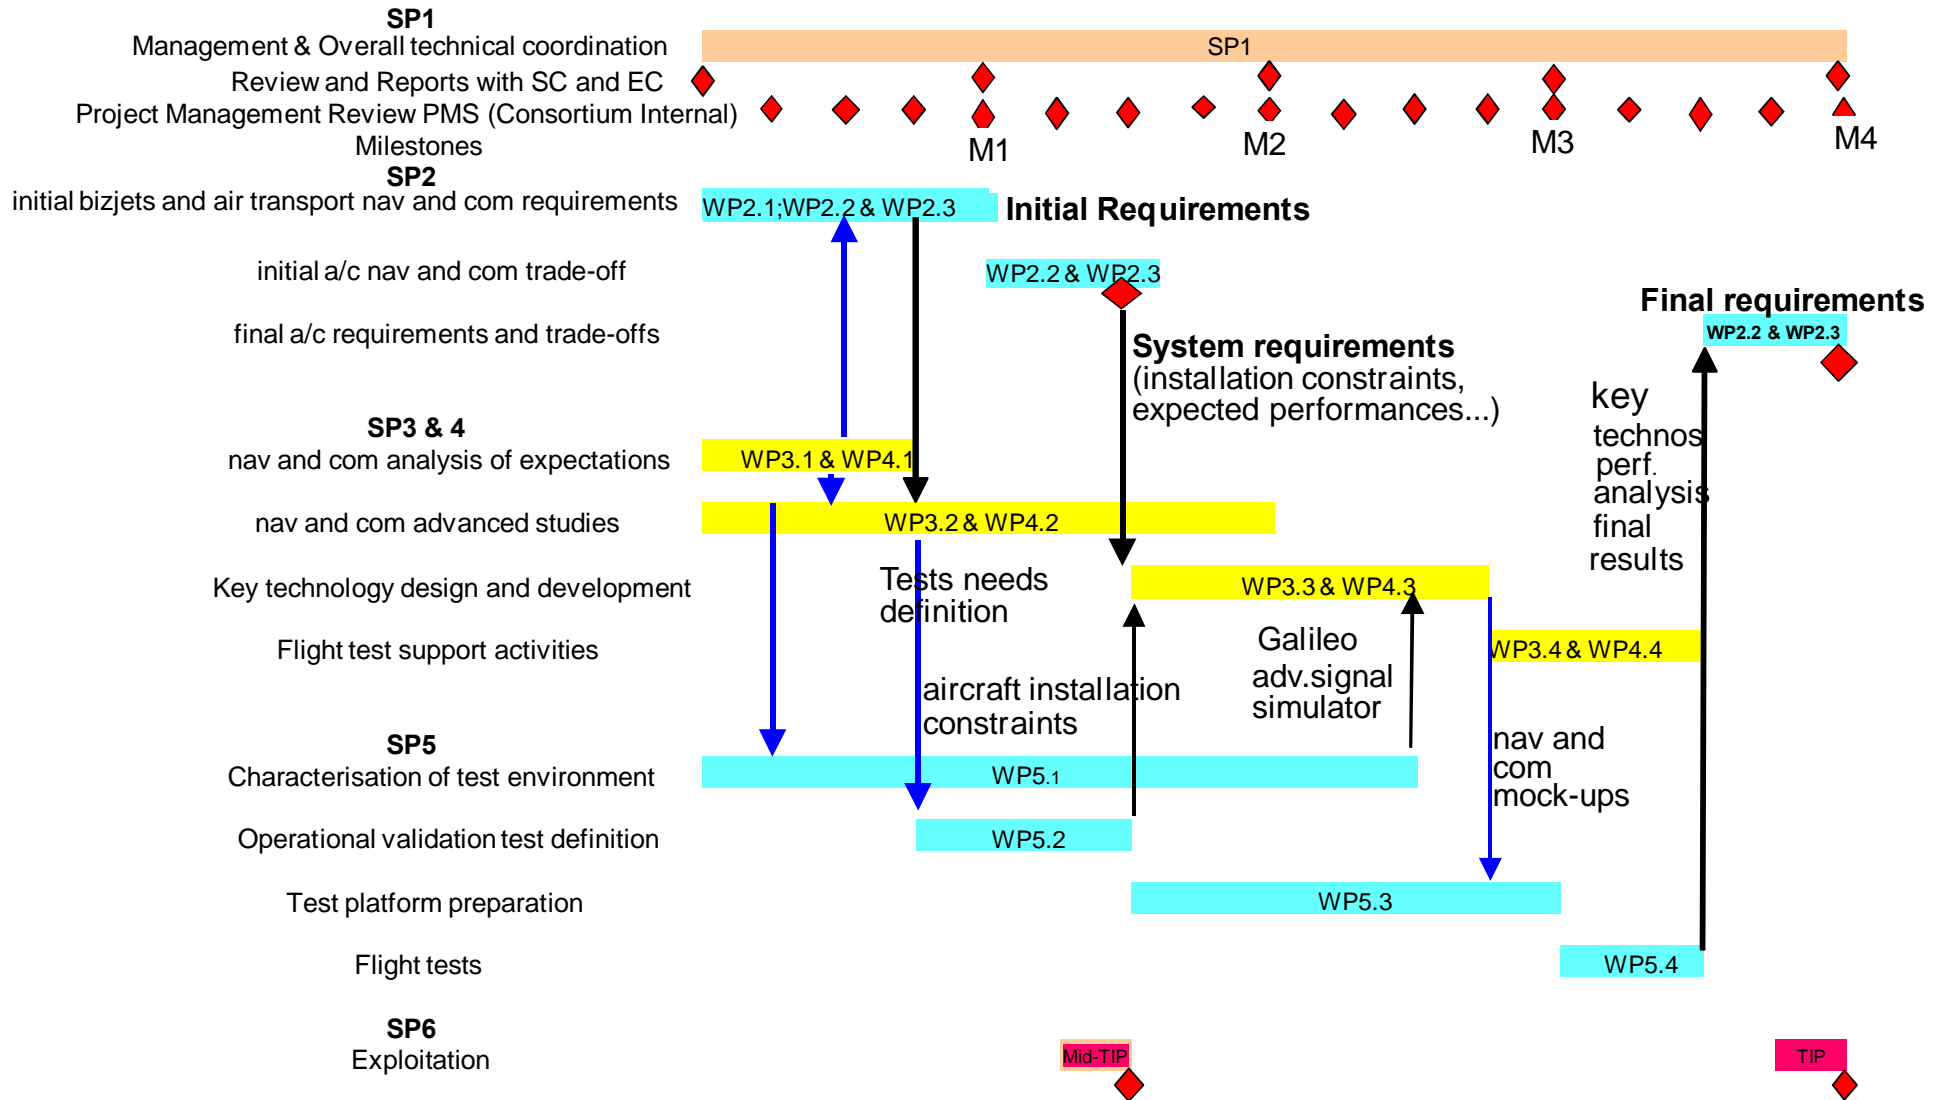 SP1
Management & Overall technical coordination
SP1
Review and Reports with SC and EC
Project Management Review PMS (Consortium Internal)
Milestones
M1
M2
M3
M4
SP2
initial bizjets and air transport nav and com requirements
WP2.1;WP2.2 & WP2.3
Initial Requirements
initial a/c nav and com trade-off
WP2.2 & WP2.3
Final requirements
final a/c requirements and trade-offs
WP2.2 & WP2.3
System requirements
(installation constraints,
expected performances...)
key
technos
perf.
analysis
final
results
SP3 & 4
nav and com analysis of expectations
WP3.1 & WP4.1
nav and com advanced studies
WP3.2 & WP4.2
Tests needs
definition
Key technology design and development
WP3.3 & WP4.3
Flight test support activities
WP3.4 & WP4.4
Galileo
adv.signal
simulator
aircraft installation
constraints
nav and
com
mock-ups
SP5
Characterisation of test environment
WP5.1
Operational validation test definition
WP5.2
Test platform preparation
WP5.3
Flight tests
WP5.4
SP6
Exploitation
Mid-TIP
TIP